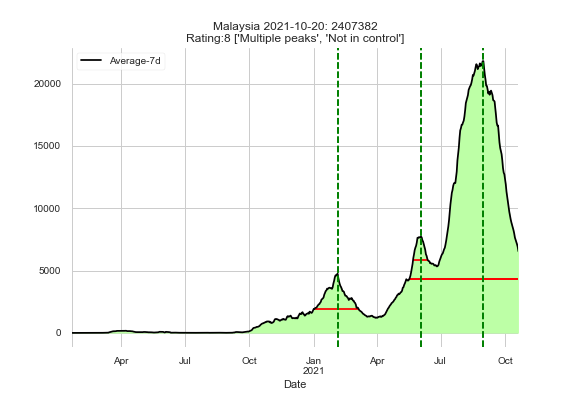 Malaysia 2021-10-20: 2407382
Rating:8 ['Multiple peaks', 'Not in control']
Average-7d
20000
15000
10000
5000
0
Apr Jul Oct Jan Apr Jul Oct
2021
Date